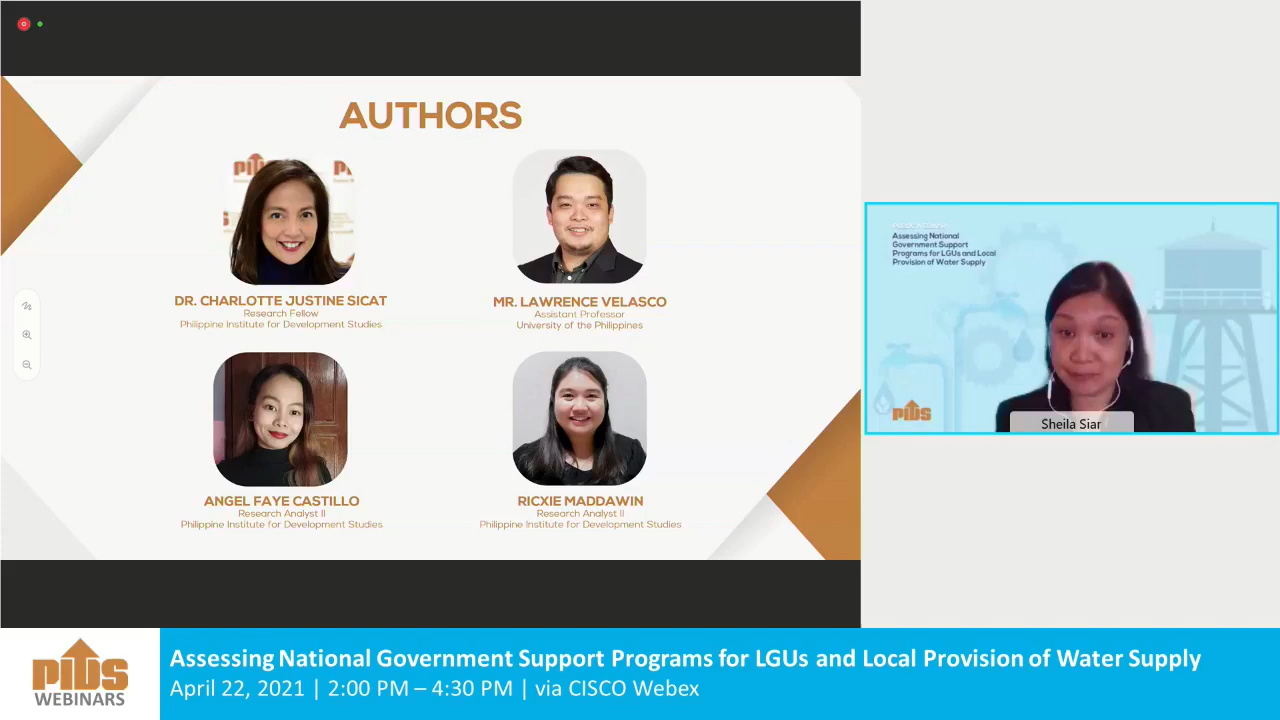 AUTHORS
PIDS
DR. CHARLOTTE JUSTINE SICAT
Research Fellow
Philippine Institute for Development Studies
MR. LAWRENCE VELASCO
Assistant Professor
University of the Philippines
ANGEL FAYE CASTILLO
Research Analyst II
Philippine Institute for Development Studies
RICXIE MADDAWIN
Research Analyst II
Philippine Institute for Development Studies
Assessing National
Government Support
Programs for LGUs and Local
Provision of Water Supply
PIDS
Sheila Siar
PIDS
WEBINARS
Assessing National Government Support Programs for LGUs and Local Provision of Water Supply
April 22, 2021 | 2:00 PM – 4:30 PM | via CISCO Webex